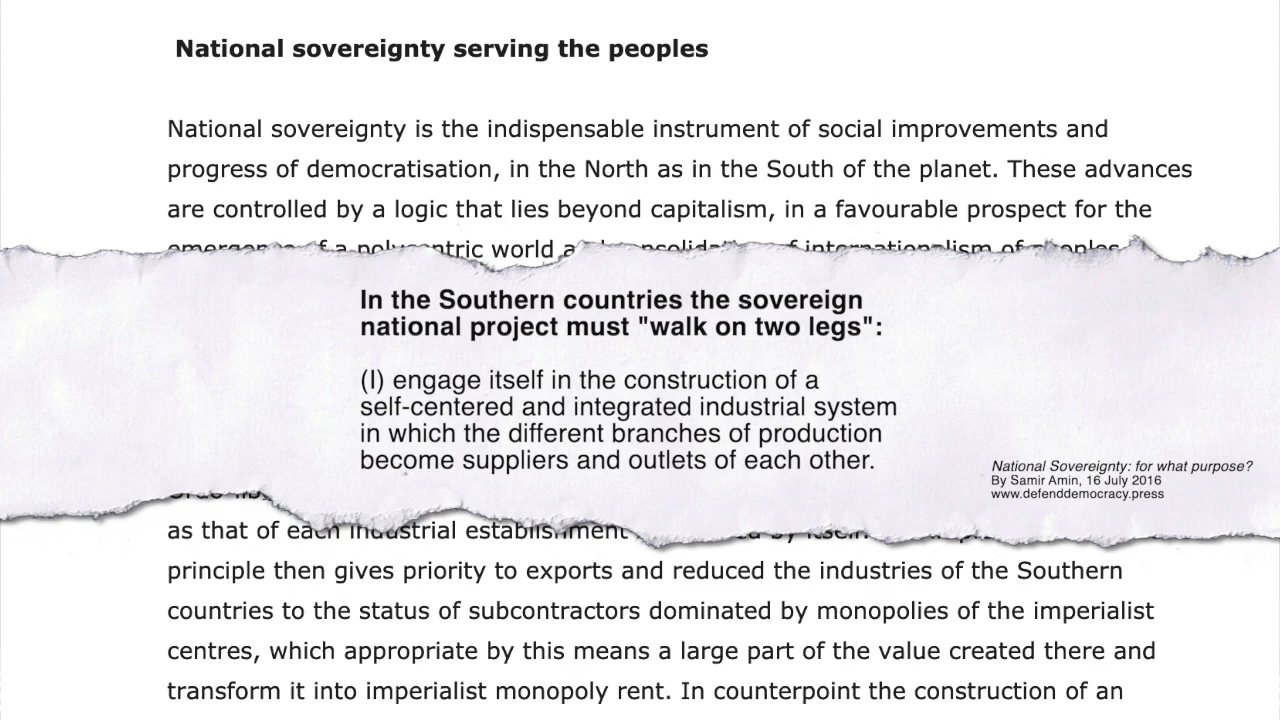 National sovereignty serving the peoples
National sovereignty is the indispensable instrument of social improvements and
progress of democratisation, in the North as in the South of the planet. These advances
are controlled by a logic that lies beyond capitalism, in a favourable prospect for the
of a polycentric world internationalism of peoples
In the Southern countries the sovereign
national project must "walk on two legs":
(I) engage itself in the construction of a
self-centered and integrated industrial system
in which the different branches of production
become suppliers and outlets of each other.
National Sovereignty: for what purpose?
By Samir Amin, 16 July 2016
www.defenddemocracy.press
as that of each industrial establishment by itself.
principle then gives priority to exports and reduced the industries of the Southern
countries to the status of subcontractors dominated by monopolies of the imperialist
centres, which appropriate by this means a large part of the value created there and
transform it into imperialist monopoly rent. In counterpoint the construction of an